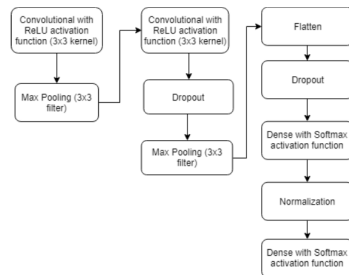 Convolutional with
ReLU activation
function (3x3 kernel)
Max Pooling (3x3
filter)
Convolutional with
ReLU activation
function (3x3 kernel)
Dropout
Max Pooling (3x3
filter)
Flatten
Dropout
Dense with Softmax
activation function
Normalization
Dense with Softmax
activation function